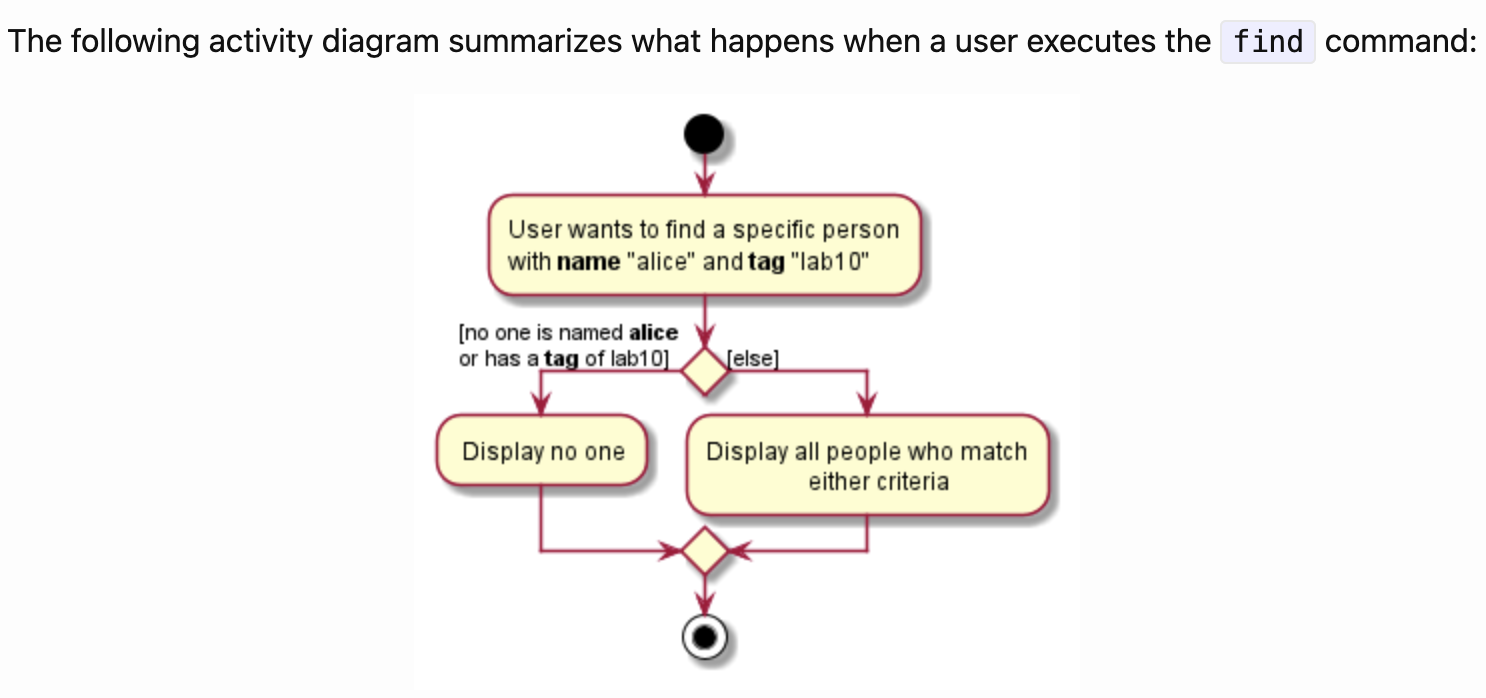 The following activity diagram summarizes what happens when a user executes the find command:
User wants to find a specific person
with name "alice" and tag "lab10"
[no one is named alice
or has a tag of lab10]
[else]
Display no one
Display all people who match
either criteria